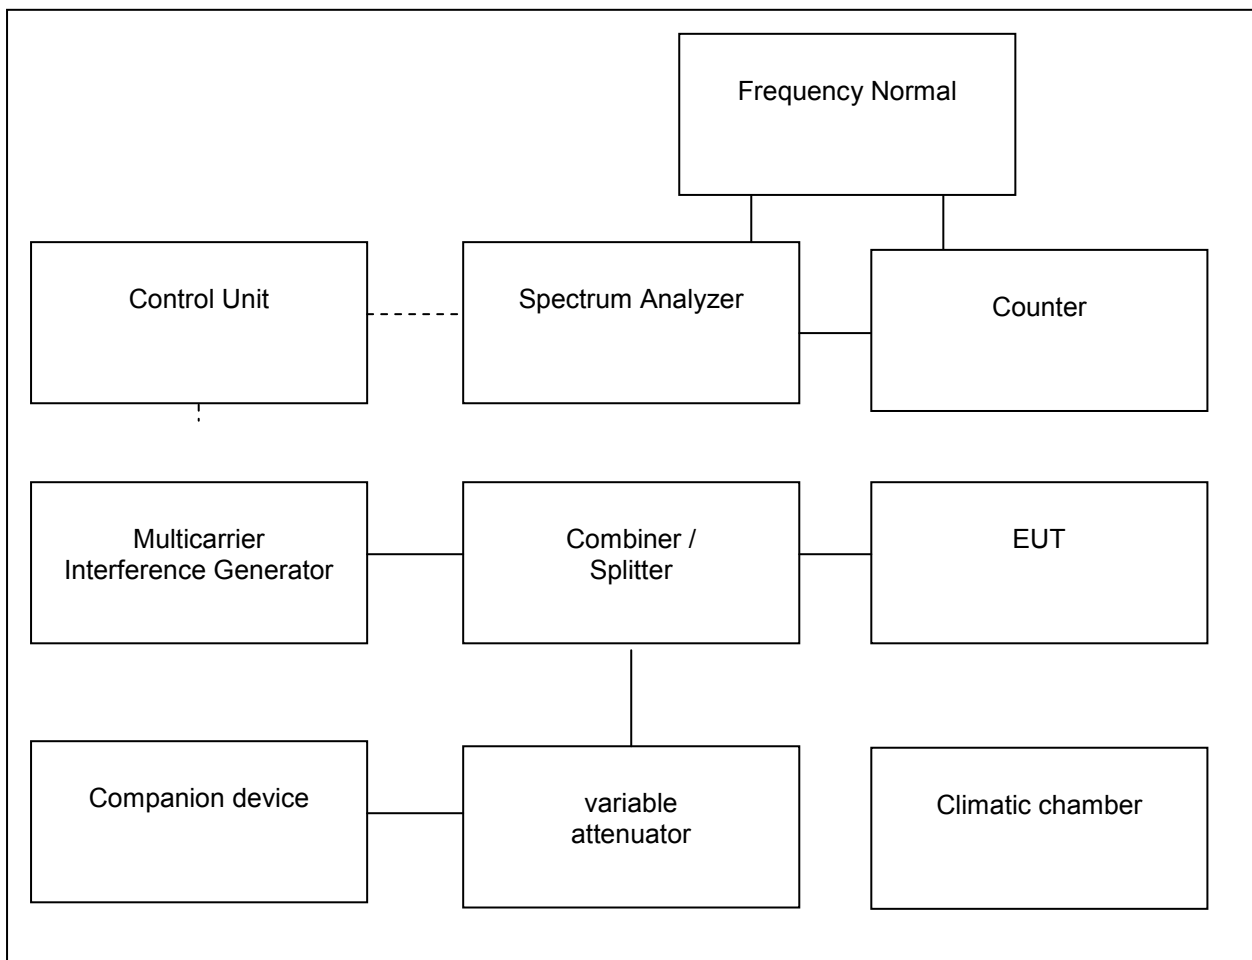 Frequency Normal
Control Unit
Spectrum Analyzer
Counter
Multicarrier
Interference Generator
Combiner /
Splitter
EUT
Companion device
variable
attenuator
Climatic chamber